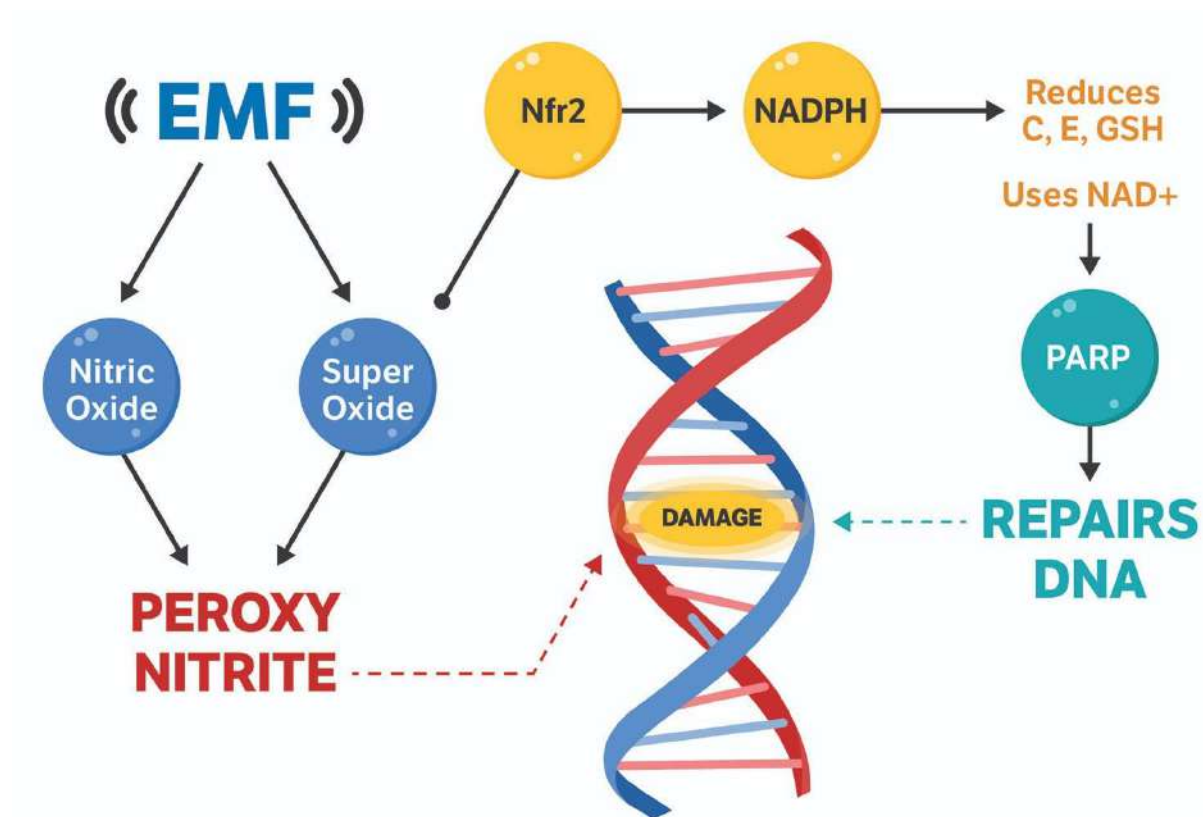 EMF
Nfr2
NADPH
Reduces
C, E, GSH
Uses NAD+
Nitric
Oxide
Super
Oxide
PARP
DAMAGE
REPAIRS
DNA
PEROXY
NITRITE